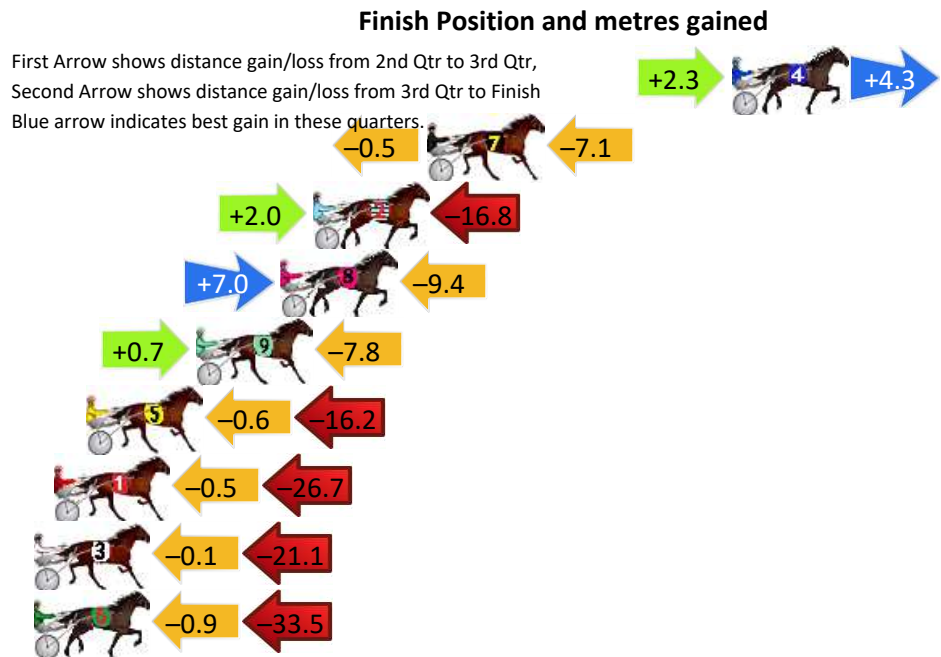 Finish Position and metres gained
First Arrow shows distance gain/loss from 2nd Qtr to 3rd Qtr,
Second Arrow shows distance gain/loss from 3rd Qtr to Finish
Blue arrow indicates best gain in these quarters.
+2.3 4 +4.3
−0.5 7 −7.1
+2.0 2 −16.8
+7.0 8 −9.4
+0.7 9 −7.8
5 −0.6 −16.2
1 −0.5 −26.7
3 −0.1 −21.1
6 −0.9 −33.5